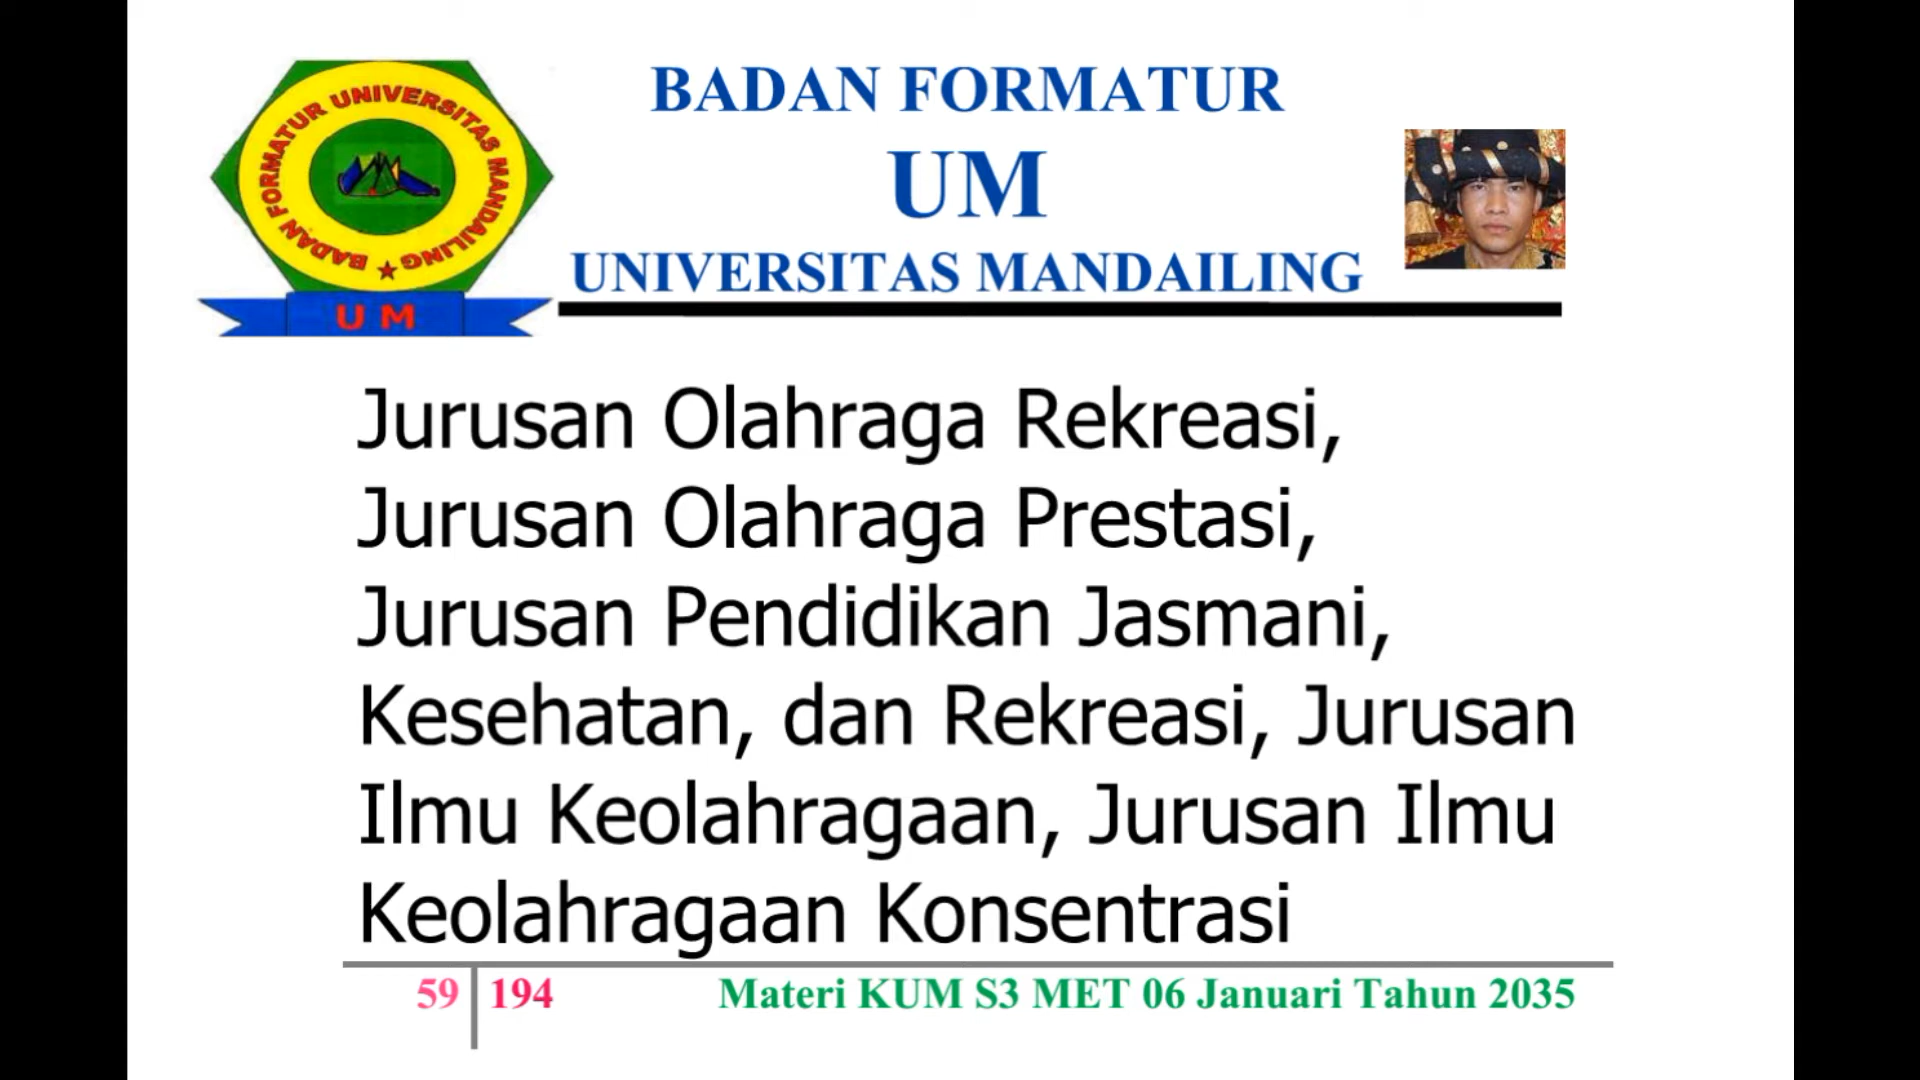 BADAN FORMATUR UNIVERSITAS MANDAILING
UM
BADAN FORMATUR
UM
UNIVERSITAS MANDAILING
Jurusan Olahraga Rekreasi,
Jurusan Olahraga Prestasi,
Jurusan Pendidikan Jasmani,
Kesehatan, dan Rekreasi, Jurusan
Ilmu Keolahragaan, Jurusan Ilmu
Keolahragaan Konsentrasi
59 194 Materi KUM S3 MET 06 Januari Tahun 2035